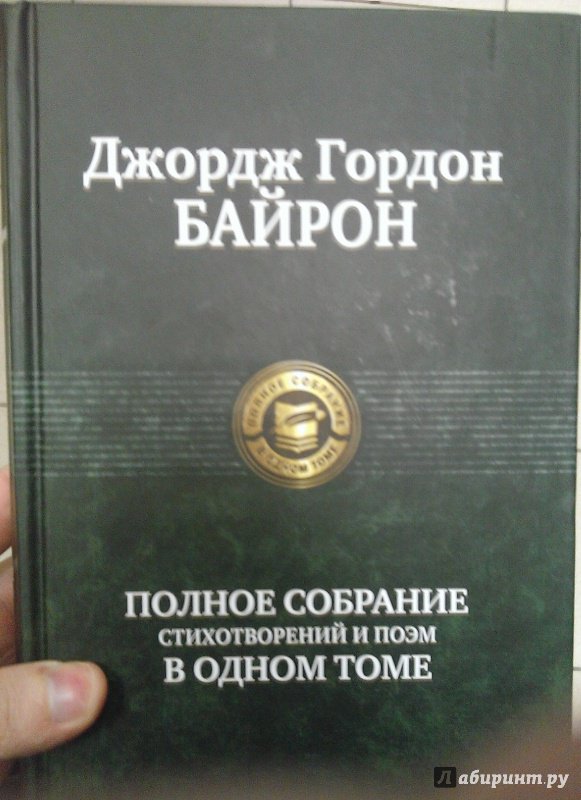 Джордж Гордон
БАЙРОН
ПОЛНОЕ СОБРАНИЕ
В ОДНОМ ТОМЕ
ПОЛНОЕ СОБРАНИЕ
СТИХОТВОРЕНИЙ И ПОЭМ
В ОДНОМ ТОМЕ
Лабиринт.ру